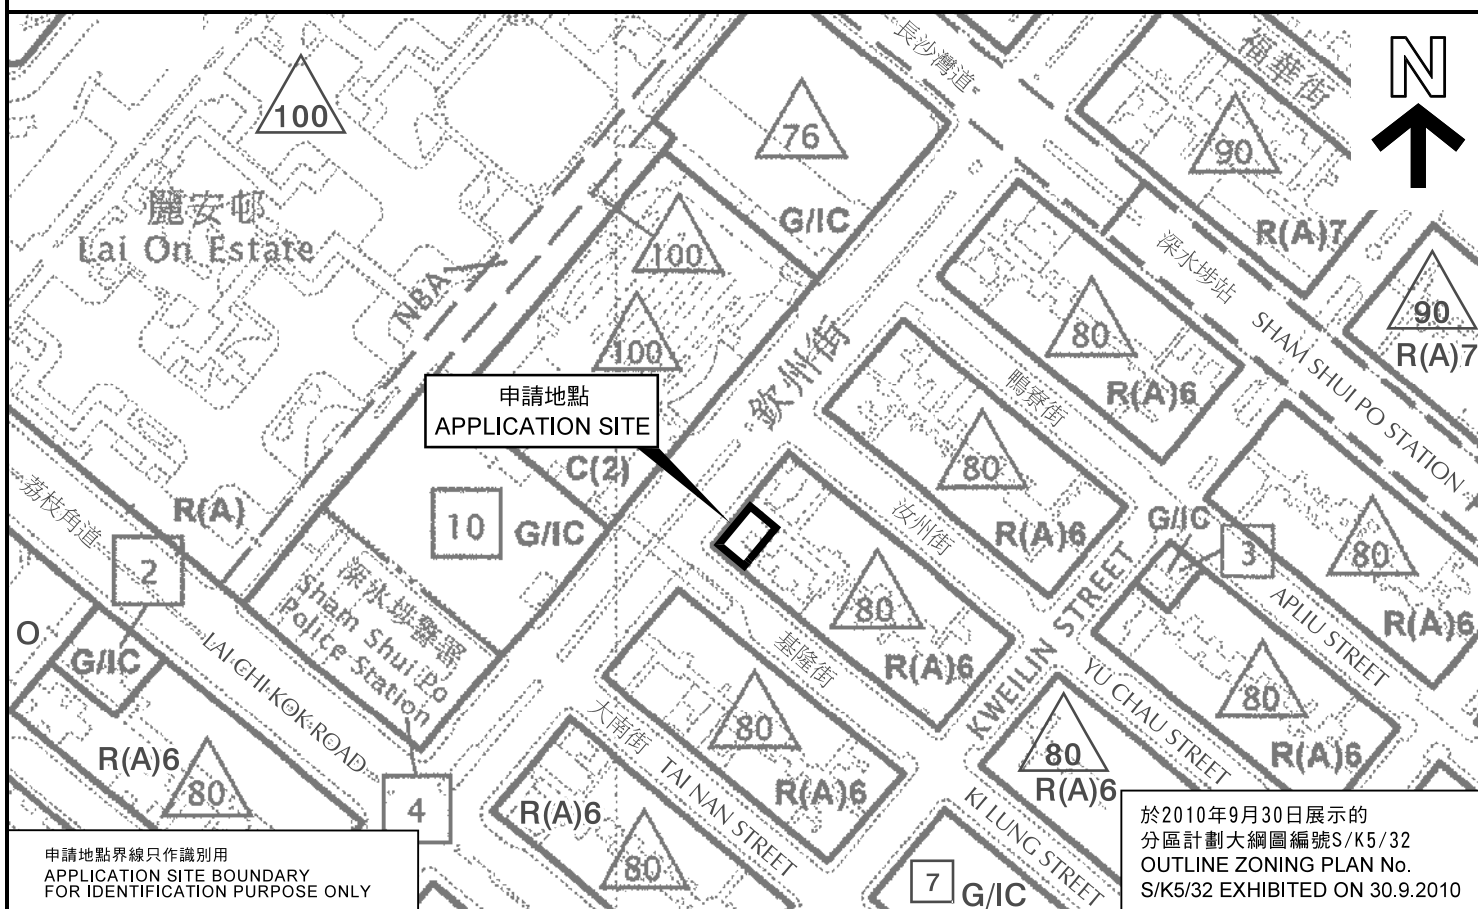 長沙灣道
福華街
N
100
76
90
麗安邨
Lai On Estate
G/IC
R(A)7
100
深水埗站
NBA
80
90
SHAM SHUI PO STATION
R(A)7
100
欽州街
鴨寮街
R(A)6
申請地點
APPLICATION SITE
C(2)
80
荔枝角道
R(A)
10
G/IC
汝州街
R(A)6
G/IC
3
80
2
深水埗警署
Sham Shui Po
Police Station
80
KWEILIN STREET
APLIU STREET
R(A)6
O
G/IC
LAI CHI KOK ROAD
基隆街
R(A)6
YU CHAU STREET
80
大南街
80
80
R(A)6
R(A)6
80
R(A)6
R(A)6
TAI NAN STREET
R(A)6
KI LUNG STREET
4
80
7
G/IC
申請地點界線只作識別用
APPLICATION SITE BOUNDARY
FOR IDENTIFICATION PURPOSE ONLY
於2010年9月30日展示的
分區計劃大綱圖編號S/K5/32
OUTLINE ZONING PLAN No.
S/K5/32 EXHIBITED ON 30.9.2010